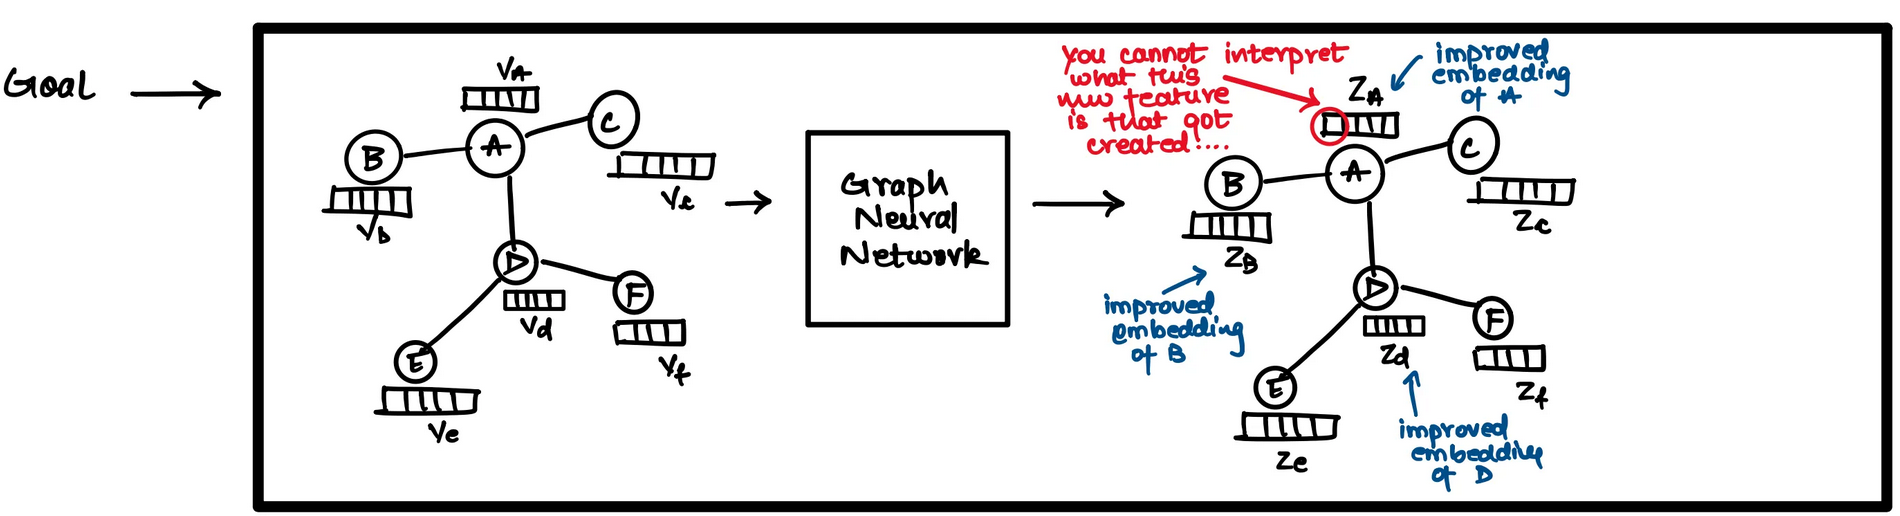 Goal
VA
B
A
C
Vb
Vc
D
Vd
F
Vf
E
Ve
Graph
Neural
Network
you cannot interpret
what this
new feature
is that got
created!...
improved
embedding
of A
ZA
B
A
C
ZB
Zc
improved
embedding
of B
D
Zd
F
Zf
E
Ze
improved
embedding
of D